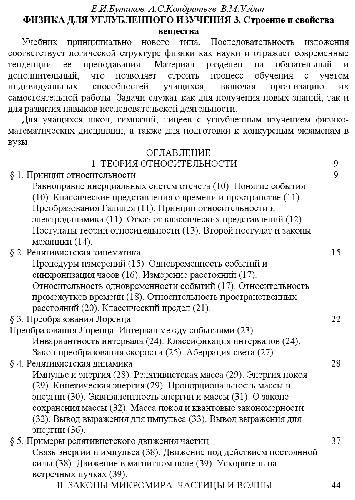 Е.И.Бутиков А.С.Кондратьев В.М.Уздин
ФИЗИКА ДЛЯ УГЛУБЛЕННОГО ИЗУЧЕНИЯ 3. Строение и свойства
вещества
Учебник принципиально нового типа. Последовательность изложения
соответствует логической структуре физики как науки и отражает современные
тенденции ее преподавания. Материал разделен на обязательный и
дополнительный, что позволяет строить процесс обучения с учетом
индивидуальных способностей учащихся, включая организацию их
самостоятельной работы. Задачи служат как для получения новых знаний, так и
для развития навыков исследовательской деятельности.
Для учащихся школ, гимназий, лицеев с углубленным изучением физико-
математических дисциплин, а также для подготовки к конкурсным экзаменам в
вузы.
ОГЛАВЛЕНИЕ
I. ТЕОРИЯ ОТНОСИТЕЛЬНОСТИ 9
§ 1. Принцип относительности 9
Равноправие инерциальных систем отсчета (10). Понятие события
(10). Классические представления о времени и пространстве (11).
Преобразования Галилея (11). Принцип относительности и
электродинамика (11). Отказ от классических представлений (12).
Постулаты теории относительности (13). Второй постулат и законы
механики (14).
§ 2. Релятивистская кинематика 15
Процедуры измерений (15). Одновременность событий и
синхронизация часов (16). Измерение расстояний (17).
Относительность одновременности событий (17). Относительность
промежутков времени (18). Относительность пространственных
расстояний (20). Классический предел (21).
§ 3. Преобразования Лоренца 22
Преобразования Лоренца. Интервал между событиями (23).
Инвариантность интервала (24). Классификация интервалов (24).
Закон преобразования скорости (25). Аберрация света (27).
§ 4. Релятивистская динамика 28
Импульс и энергия (28). Релятивистская масса (29). Энергия покоя
(29). Кинетическая энергия (29). Пропорциональность массы и
энергии (30). Эквивалентность энергии и массы (31). О законе
сохранения массы (32). Масса покоя и квантовые закономерности
(32). Вывод выражения для импульса (33). Вывод выражения для
энергии (36).
§ 5. Примеры релятивистского движения частиц 37
Связь энергии и импульса (38). Движение под действием постоянной
силы (38). Движение в магнитном поле (39). Ускоритель на
встречных пучках (39).
II. ЗАКОНЫ МИКРОМИРА. ЧАСТИЦЫ И ВОЛНЫ 44